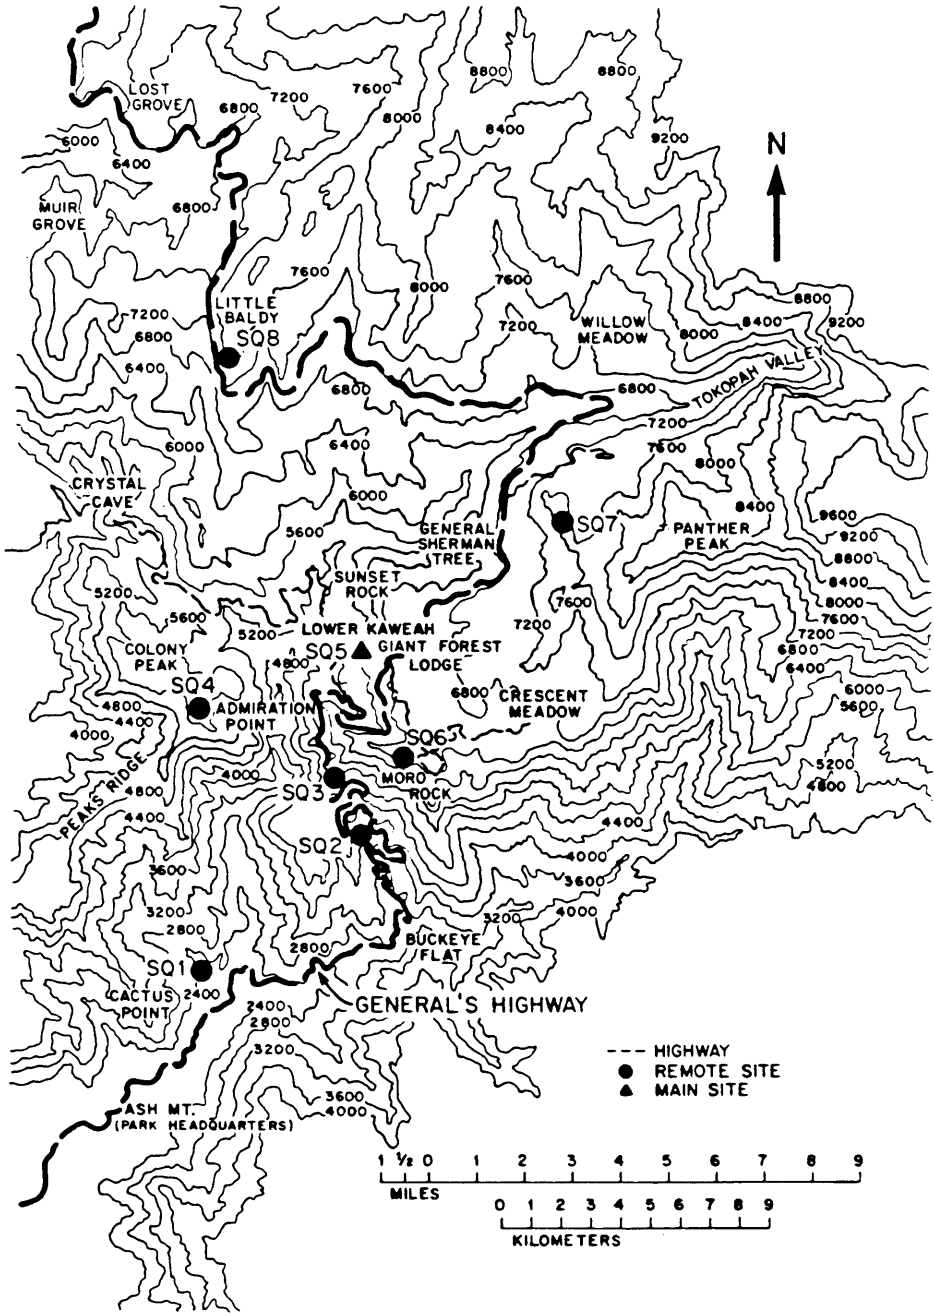 8800
8800
7600
LOST
GROVE
7200
6800
8000
8400
6000
9200
N
6400
6800
MUIR
GROVE
7600
7600
8000
8800
LITTLE
BALDY
7200
7200
WILLOW
MEADOW
8400
9200
6800
SQ8
8000
6400
TOKOPAH VALLEY
6800
6800
7200
6000
6400
7600
8000
CRYSTAL
CAVE
6000
8400
GENERAL
SHERMAN
TREE
SQ7
PANTHER
PEAK
9600
9200
5600
8800
SUNSET
ROCK
8400
5200
7600
8000
5600
7600
5200
LOWER KAWEAH
7200
7200
COLONY
PEAK
SQ5
GIANT FOREST
LODGE
6800
4800
6400
SQ4
6800
CRESCENT
MEADOW
6000
4800
ADMIRATION
POINT
5600
4400
4000
SQ6
5200
PEAKS RIDGE
4000
MORO
ROCK
4800
4800
SQ3
4400
4400
SQ2
4000
3600
3600
3200
3200
4000
2800
2800
BUCKEYE
FLAT
SQ1
CACTUS
POINT
2400
2400
GENERAL'S HIGHWAY
2800
3200
HIGHWAY
REMOTE SITE
MAIN SITE
3600
4000
ASH MT.
(PARK HEADQUARTERS)
1 1/2 0 1 2 3 4 5 6 7 8 9
MILES
0 1 2 3 4 5 6 7 8 9
KILOMETERS